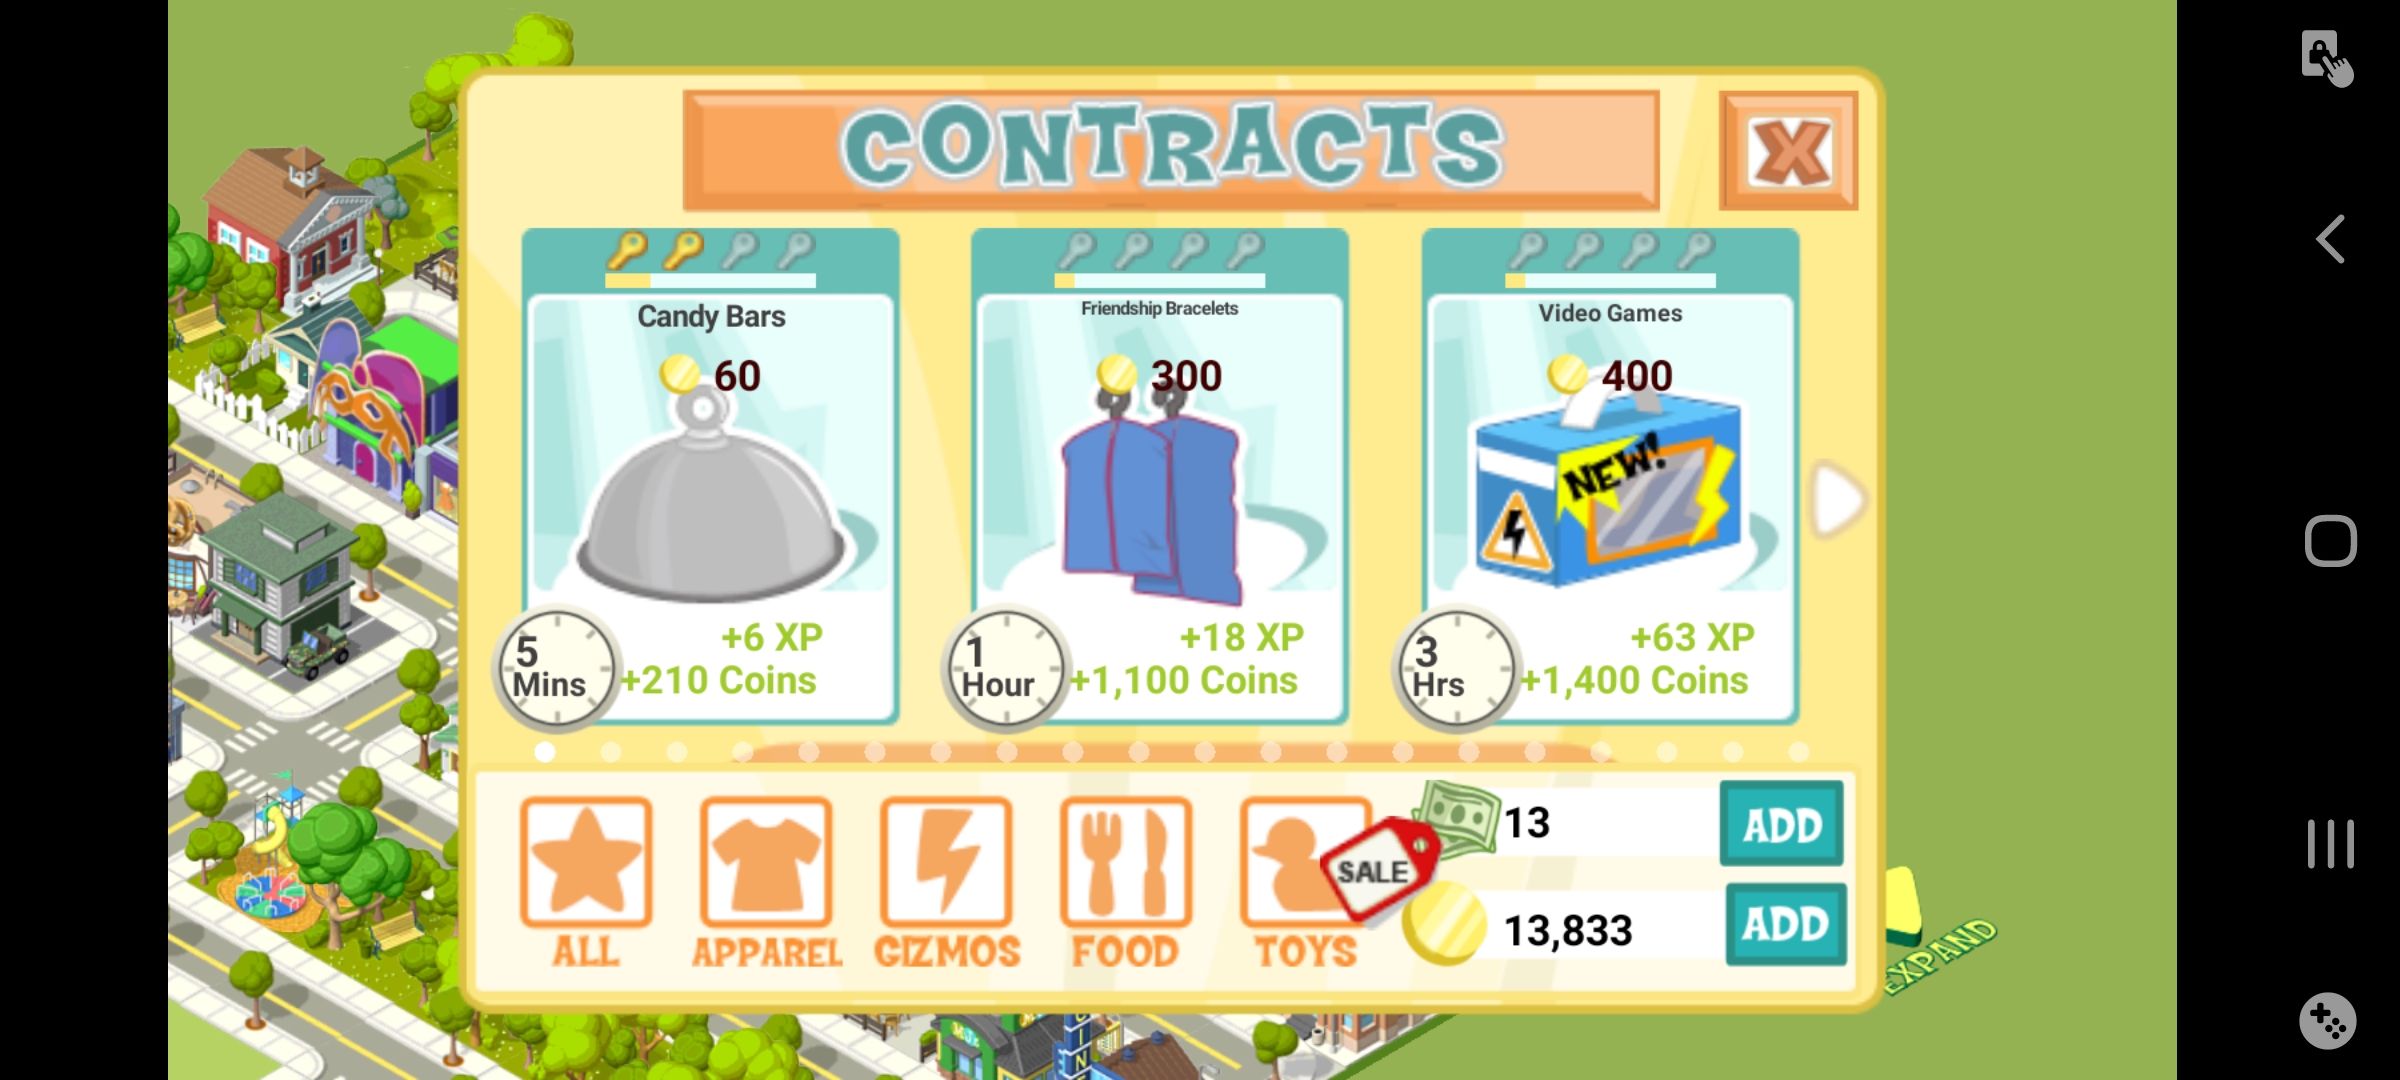 CONTRACTS
X
Candy Bars
60
5
Mins
+6 XP
+210 Coins
Friendship Bracelets
300
1
Hour
+18 XP
+1,100 Coins
Video Games
400
NEW!
3
Hrs
+63 XP
+1,400 Coins
ALL
APPAREL
GIZMOS
FOOD
TOYS
SALE
13
ADD
13,833
ADD
EXPAND